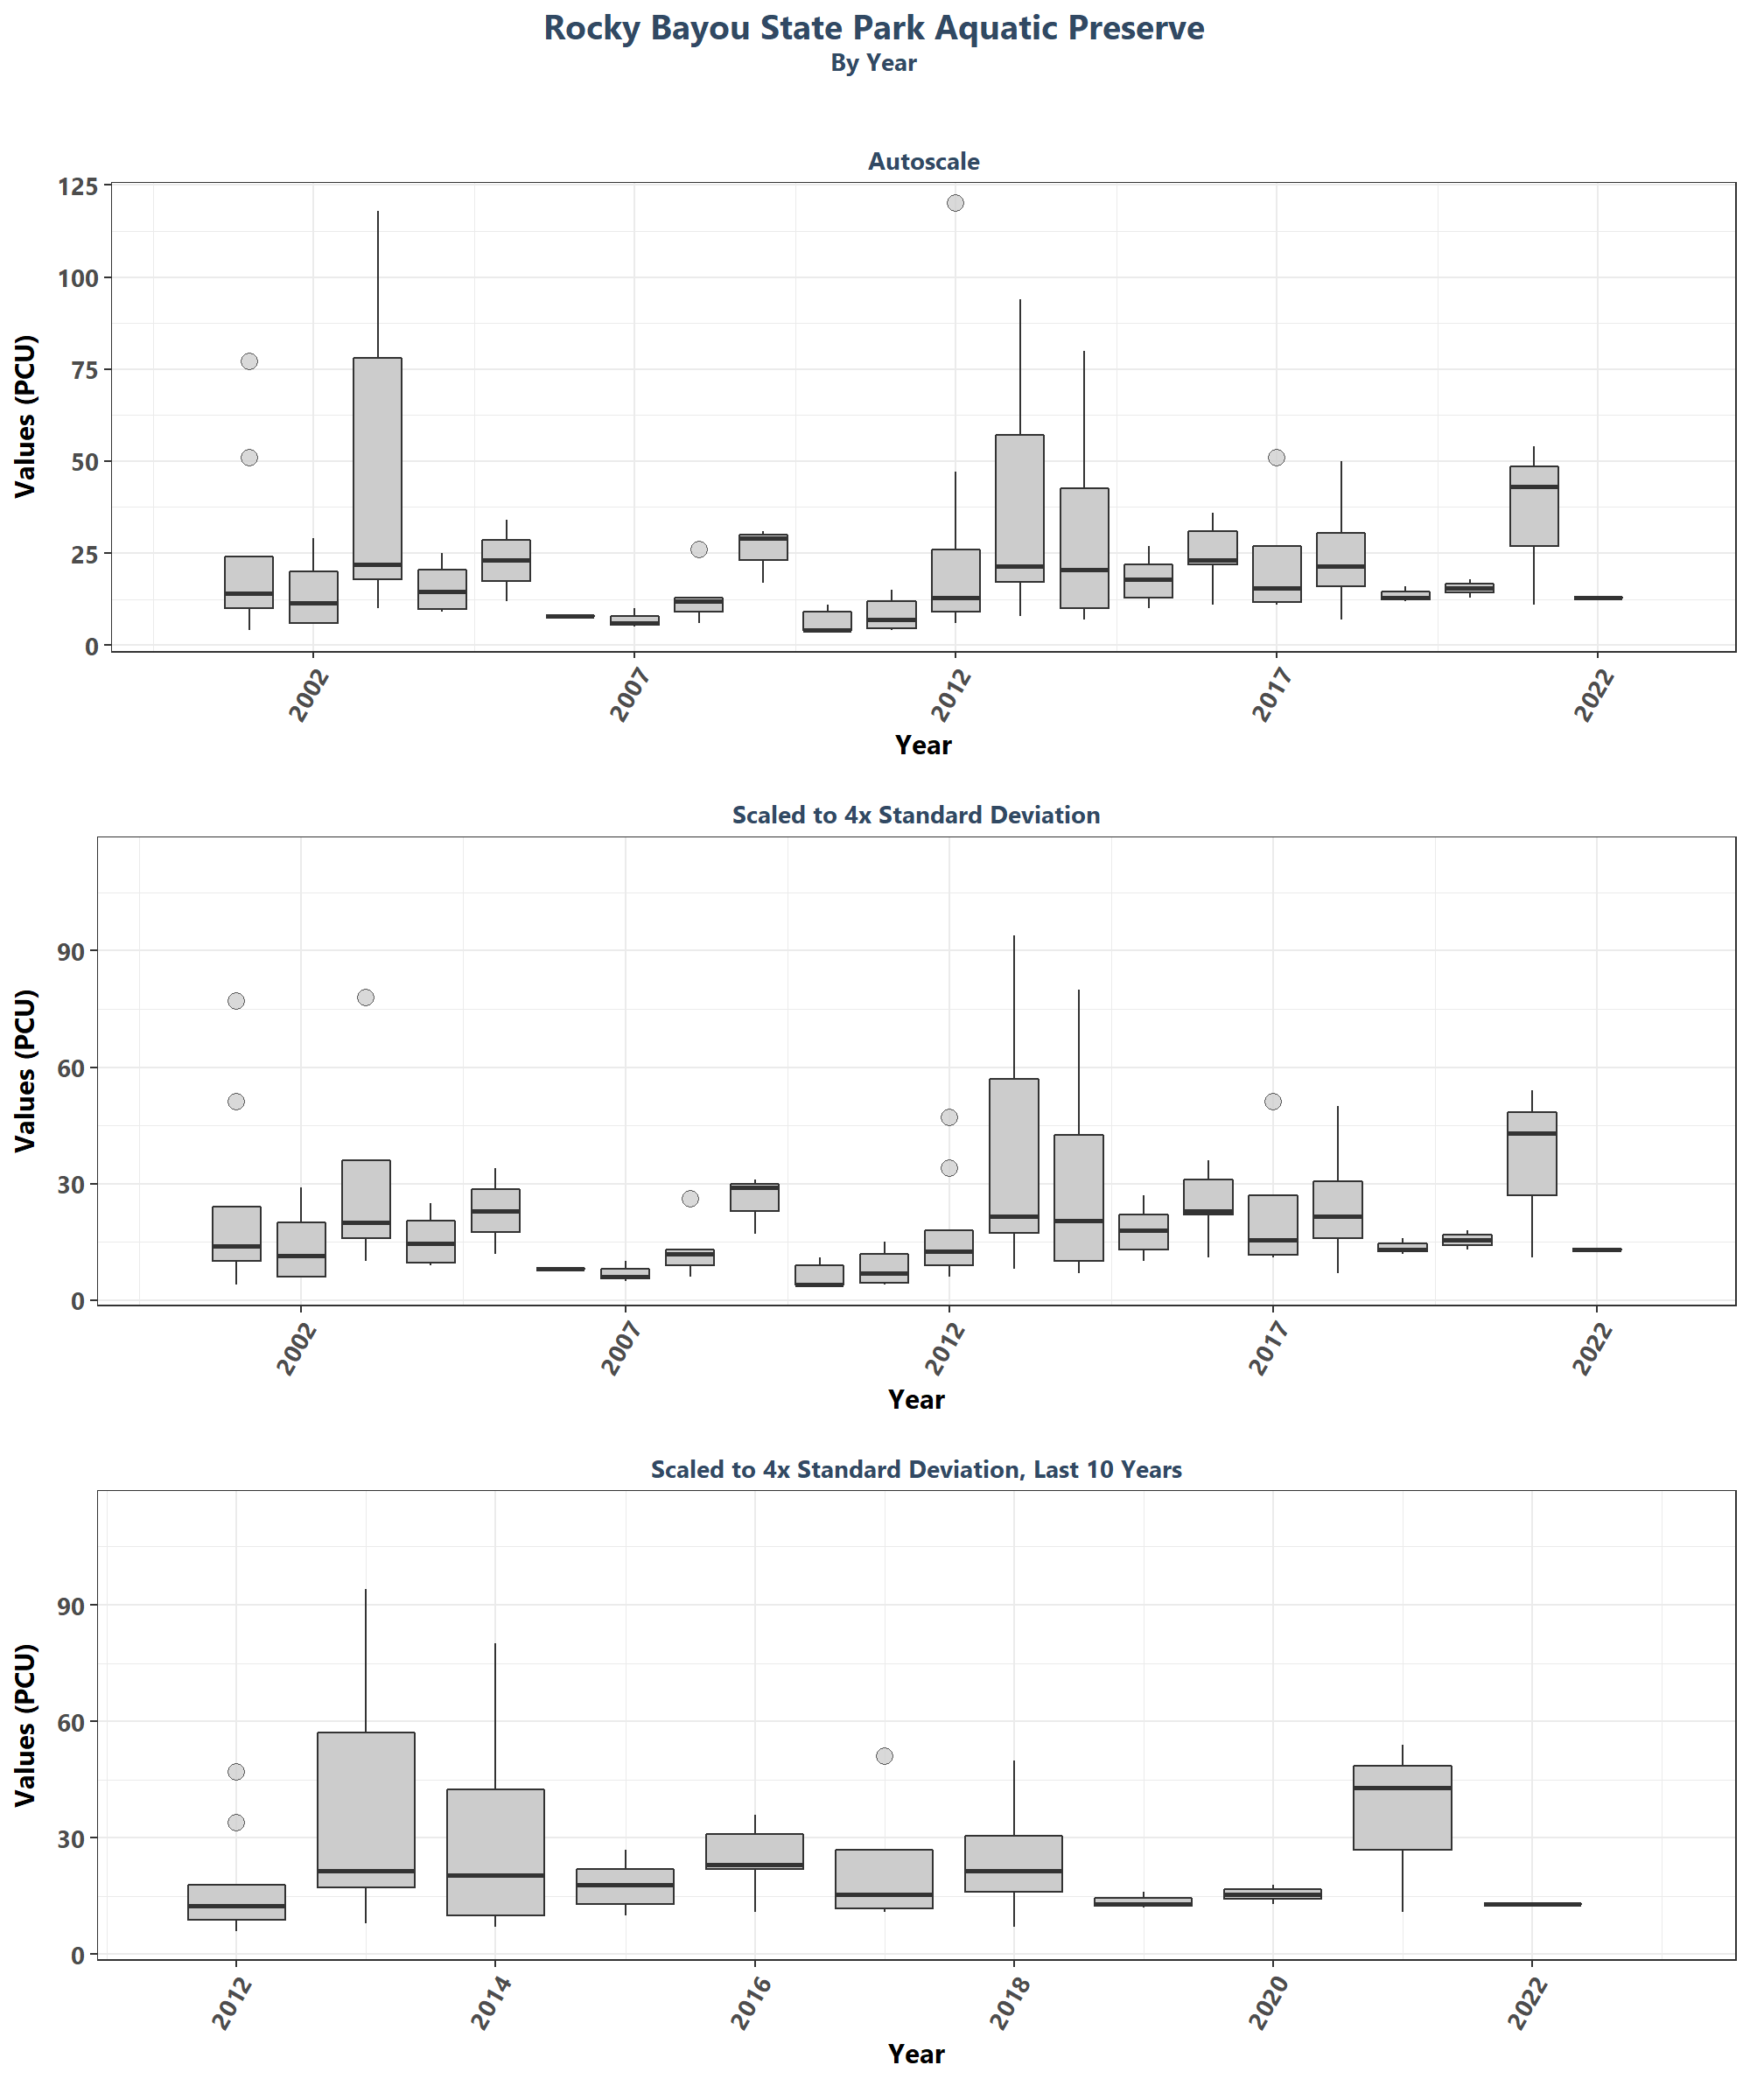 Rocky Bayou State Park Aquatic Preserve
By Year
Autoscale
Values (PCU)
125
100
75
50
25
0
2002
2007
2012
2017
2022
Year
Scaled to 4x Standard Deviation
Values (PCU)
90
60
30
0
2002
2007
2012
2017
2022
Year
Scaled to 4x Standard Deviation, Last 10 Years
Values (PCU)
90
60
30
0
2012
2014
2016
2018
2020
2022
Year